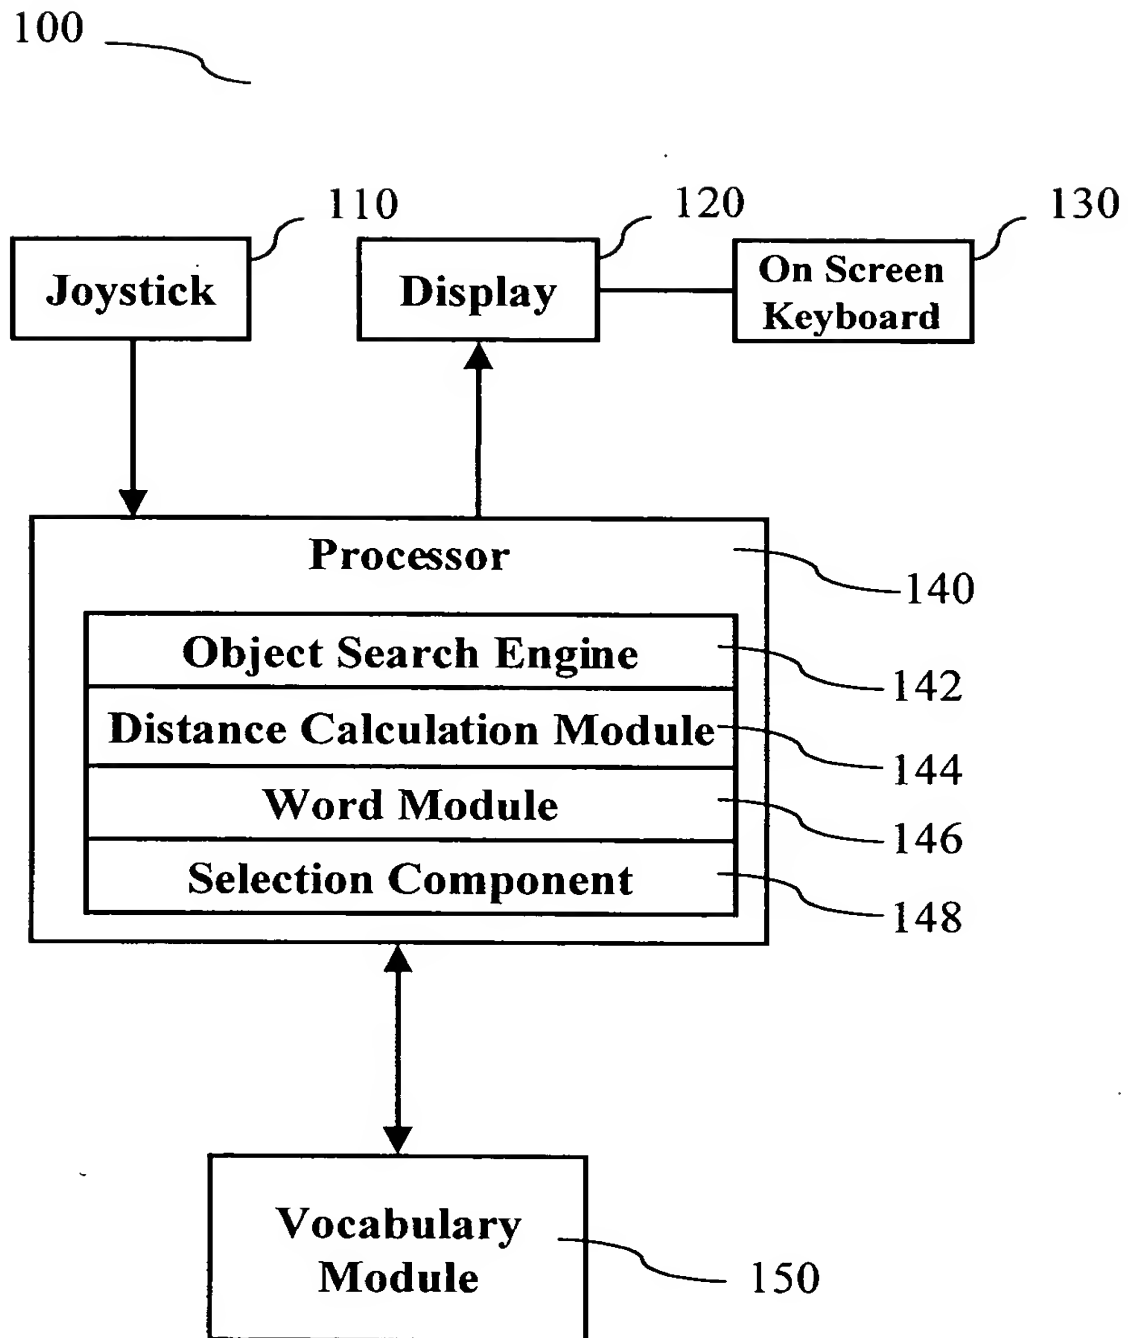 100
110
120
130
Joystick
Display
On Screen
Keyboard
Processor
140
Object Search Engine
142
Distance Calculation Module
144
Word Module
146
Selection Component
148
Vocabulary
Module
150